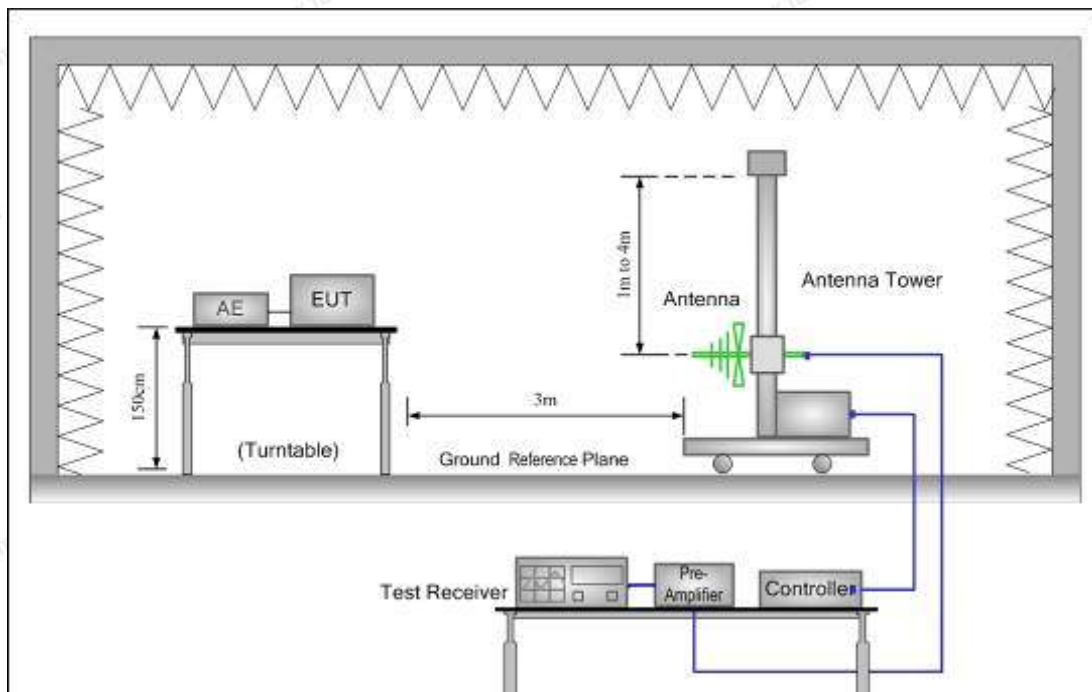 AE
EUT
150cm
(Turntable)
3m
Ground Reference Plane
1m to 4m
Antenna
Antenna Tower
Test Receiver
Pre-
Amplifier
Controller